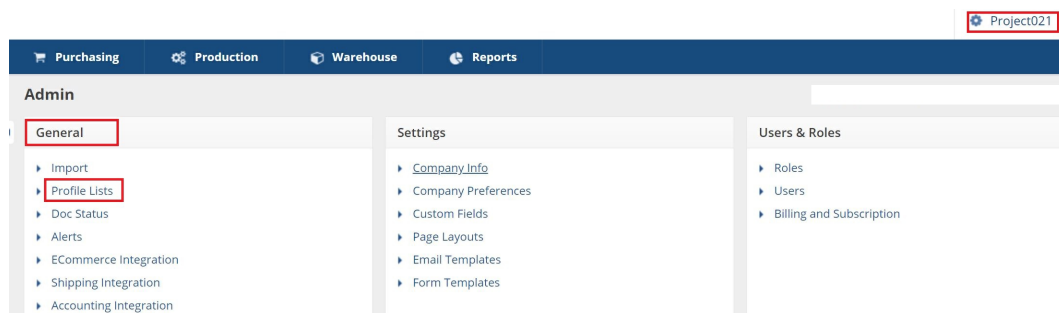 Project021
Purchasing Production Warehouse Reports
Admin
General
Import
Profile Lists
Doc Status
Alerts
ECommerce Integration
Shipping Integration
Accounting Integration
Settings
Company Info
Company Preferences
Custom Fields
Page Layouts
Email Templates
Form Templates
Users & Roles
Roles
Users
Billing and Subscription